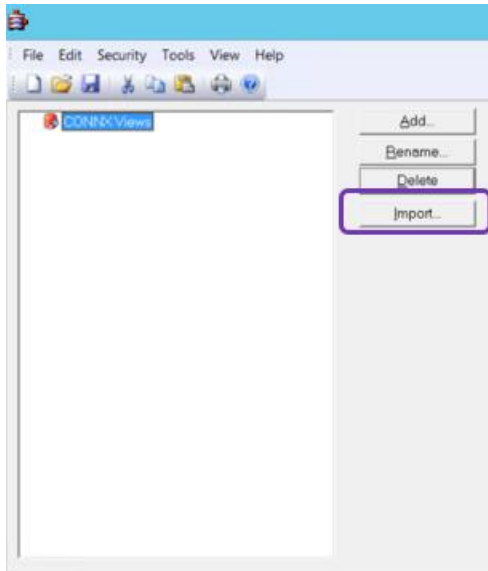 File Edit Security Tools View Help
CONNX Views
Add...
Rename...
Delete
Import...